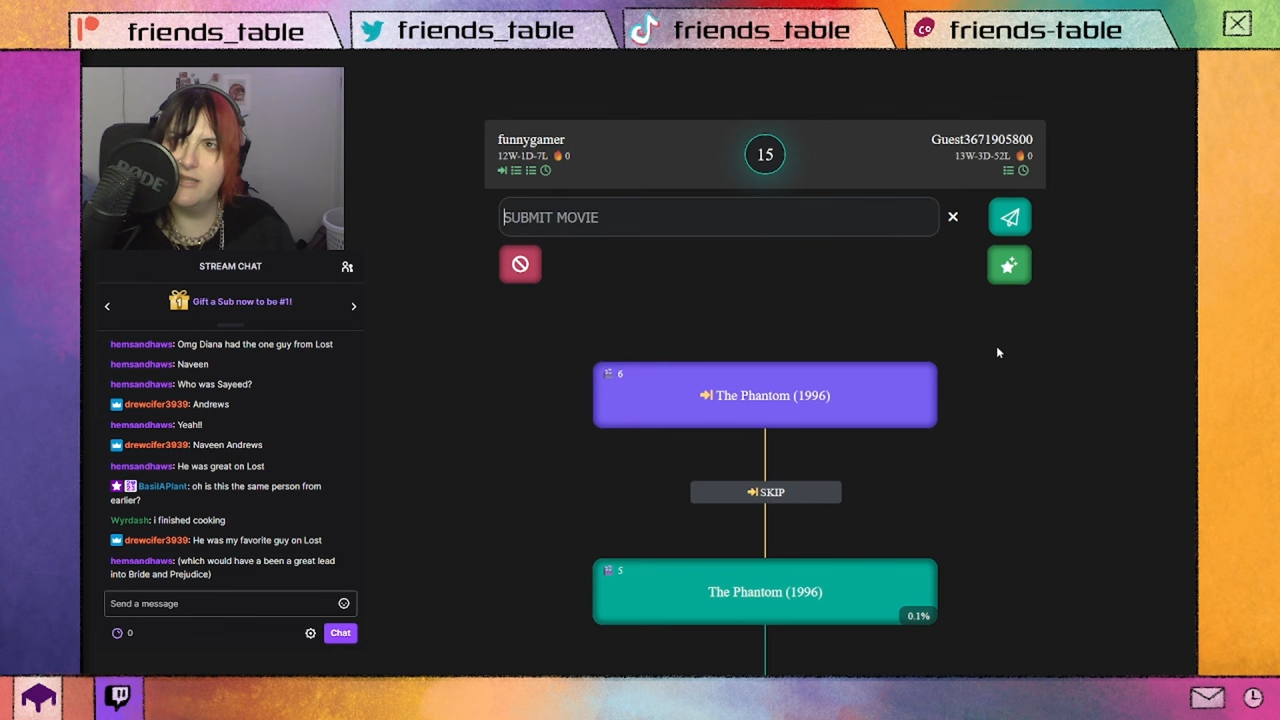 friends_table
friends_table
friends_table
friends-table
RØDE
funnygamer
12W-1D-7L 0
15
Guest3671905800
13W-3D-52L 0
SUBMIT MOVIE
STREAM CHAT
1
Gift a Sub now to be #1!
hemsandhaws: Omg Diana had the one guy from Lost
hemsandhaws: Naveen
hemsandhaws: Who was Sayeed?
drewcifer3939: Andrews
hemsandhaws: Yeah!!
drewcifer3939: Naveen Andrews
hemsandhaws: He was great on Lost
BasilAPlant: oh is this the same person from
earlier?
Wyrdash: i finished cooking
drewcifer3939: He was my favorite guy on Lost
hemsandhaws: (which would have a been a great lead
into Bride and Prejudice)
Send a message
0
Chat
6
The Phantom (1996)
SKIP
5
The Phantom (1996)
0.1%